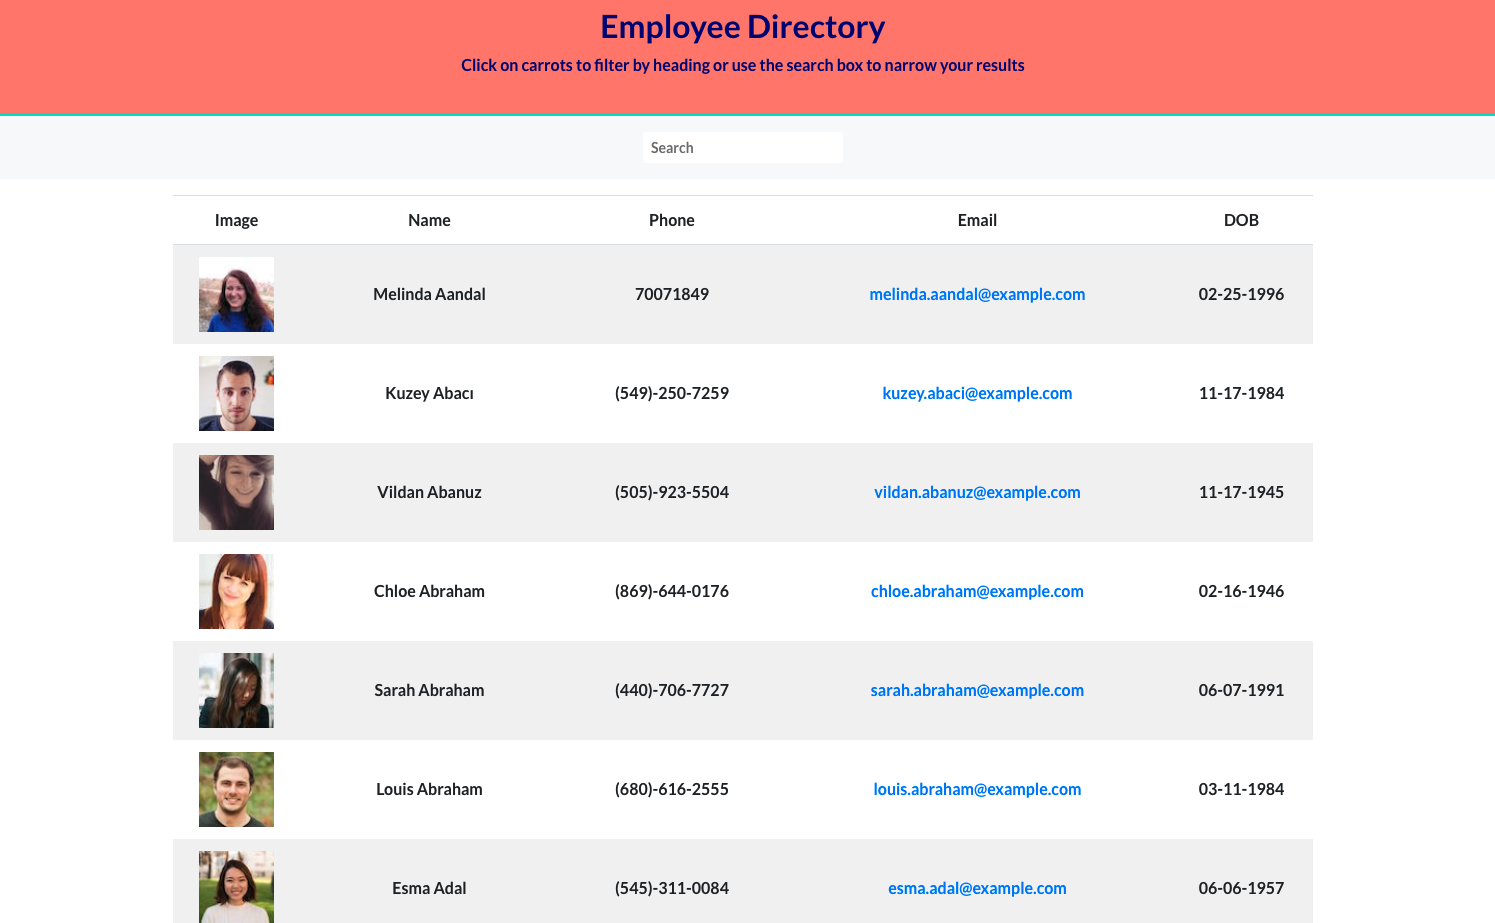 Employee Directory
Click on carrots to filter by heading or use the search box to narrow your results
Search
Image Name Phone Email DOB
Melinda Aandal 70071849 melinda.aandal@example.com 02-25-1996
Kuzey Abacı (549)-250-7259 kuzey.abaci@example.com 11-17-1984
Vildan Abanuz (505)-923-5504 vildan.abanuz@example.com 11-17-1945
Chloe Abraham (869)-644-0176 chloe.abraham@example.com 02-16-1946
Sarah Abraham (440)-706-7727 sarah.abraham@example.com 06-07-1991
Louis Abraham (680)-616-2555 louis.abraham@example.com 03-11-1984
Esma Adal (545)-311-0084 esma.adal@example.com 06-06-1957